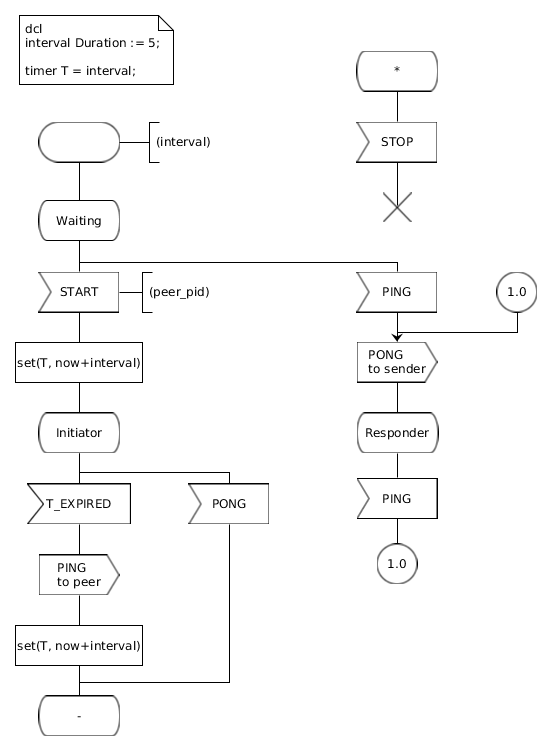 dcl
interval Duration := 5;
timer T = interval;
*
STOP
(interval)
Waiting
START
(peer_pid)
PING
1.0
set(T, now+interval)
PONG
to sender
Initiator
Responder
T_EXPIRED
PONG
PING
PING
to peer
1.0
set(T, now+interval)
-